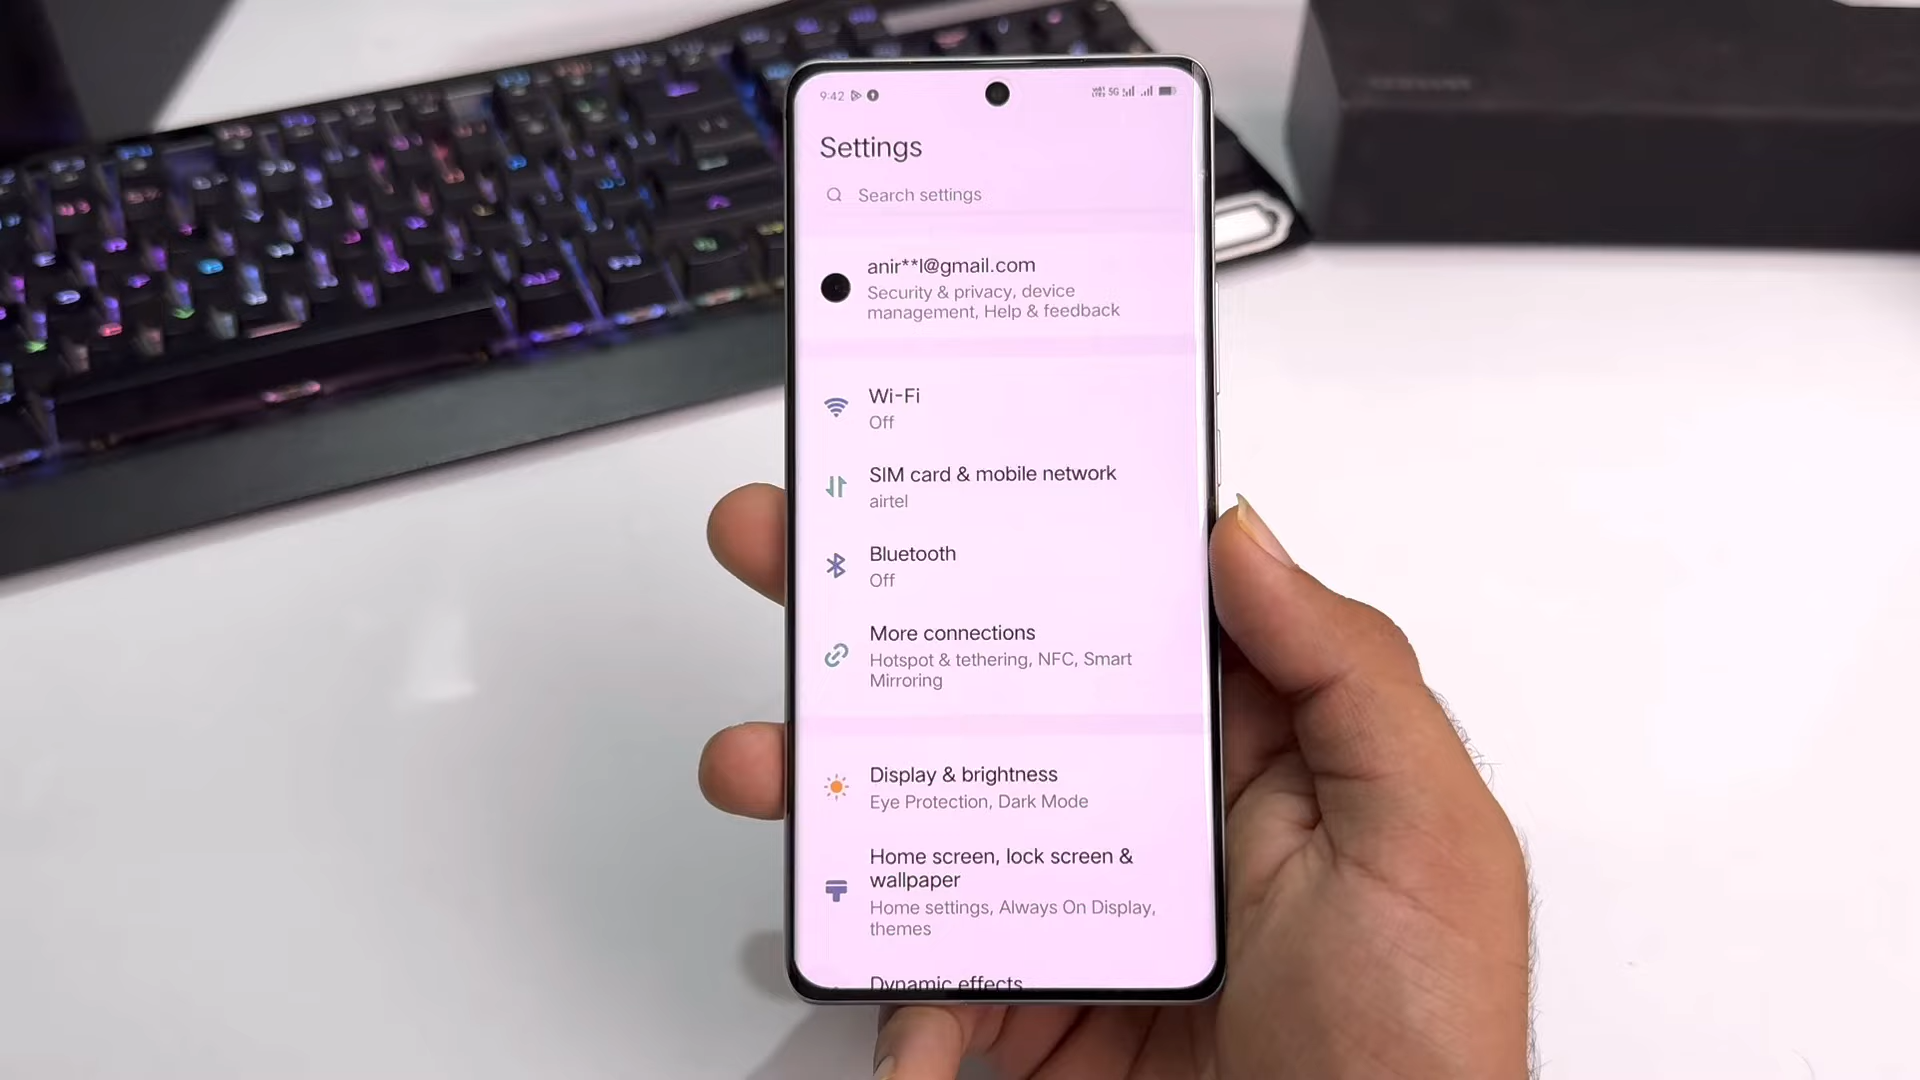 9:42
5G
Settings
Search settings
anir**l@gmail.com
Security & privacy, device
management, Help & feedback
Wi-Fi
Off
SIM card & mobile network
airtel
Bluetooth
Off
More connections
Hotspot & tethering, NFC, Smart
Mirroring
Display & brightness
Eye Protection, Dark Mode
Home screen, lock screen &
wallpaper
Home settings, Always On Display,
themes
Dynamic effects